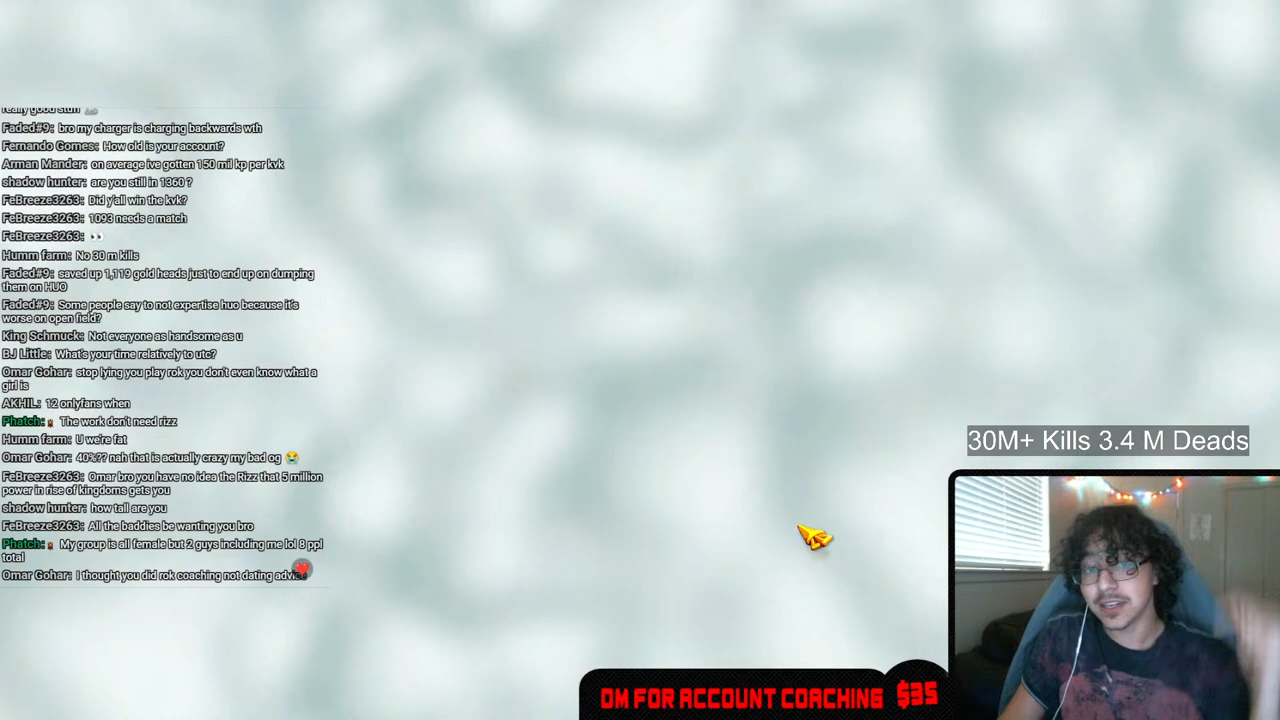 really good stuff
Faded#9: bro my charger is charging backwards wth
Fernando Gomes: How old is your account?
Arman Mander: on average ive gotten 150 mil kp per kvk
shadow hunter: are you still in 1360 ?
FeBreeze3263: Did y'all win the kvk?
FeBreeze3263: 1093 needs a match
FeBreeze3263: 👀
Humm farm: No 30 m kills
Faded#9: saved up 1,119 gold heads just to end up on dumping
them on HUO
Faded#9: Some people say to not expertise huo because it's
worse on open field?
King Schmuck: Not everyone as handsome as u
BJ Little: What's your time relatively to utc?
Omar Gohar: stop lying you play rok you don't even know what a
girl is
AKHIL: 12 onlyfans when
Phatch: The work don't need rizz
Humm farm: U we're fat
Omar Gohar: 40%?? nah that is actually crazy my bad og 😭
FeBreeze3263: Omar bro you have no idea the Rizz that 5 million
power in rise of kingdoms gets you
shadow hunter: how tall are you
FeBreeze3263: All the baddies be wanting you bro
Phatch: My group is all female but 2 guys including me lol 8 ppl
total
Omar Gohar: I thought you did rok coaching not dating advice
30M+ Kills 3.4 M Deads
DM FOR ACCOUNT COACHING $35